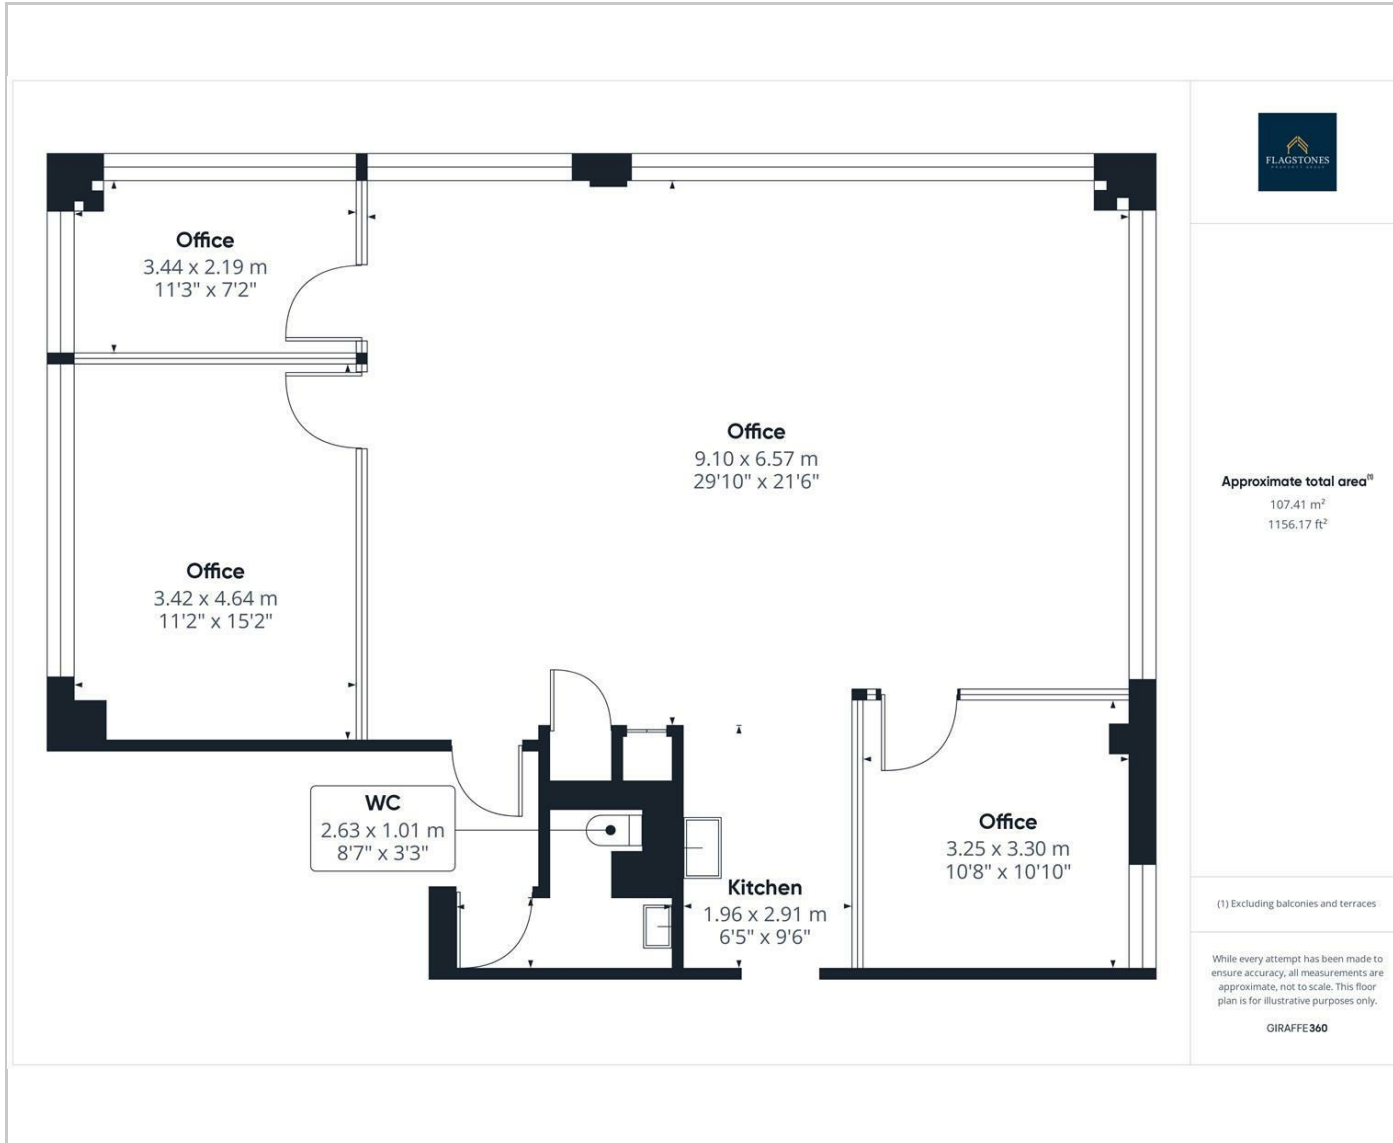 Office
3.44 x 2.19 m
11'3" x 7'2"
Office
9.10 x 6.57 m
29'10" x 21'6"
Office
3.42 x 4.64 m
11'2" x 15'2"
WC
2.63 x 1.01 m
8'7" x 3'3"
Kitchen
1.96 x 2.91 m
6'5" x 9'6"
Office
3.25 x 3.30 m
10'8" x 10'10"
FLAGSTONES
PROPERTY GROUP
Approximate total area⁽¹⁾
107.41 m²
1156.17 ft²
(1) Excluding balconies and terraces
While every attempt has been made to
ensure accuracy, all measurements are
approximate, not to scale. This floor
plan is for illustrative purposes only.
GIRAFFE360